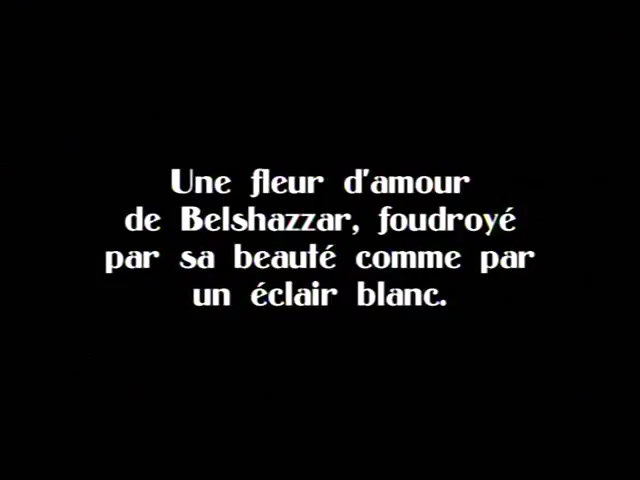 Une fleur d'amour
de Belshazzar, foudroyé
par sa beauté comme par
un éclair blanc.